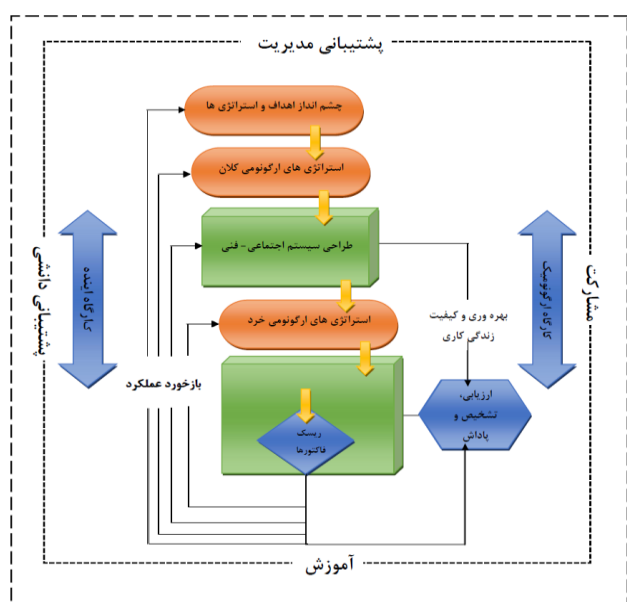 پشتیبانی مدیریت
چشم انداز اهداف و استراتژی ها
استراتژی های ارگونومی کلان
طراحی سیستم اجتماعی - فنی
مشارکت
کارگاه ارگونومیک
بهره وری و کیفیت
زندگی کاری
استراتژی های ارگونومی خرد
بازخورد عملکرد
کارگاه اینده
پشتیبانی دانشی
ارزیابی،
تشخیص و
پاداش
ریسک
فاکتورها
آموزش